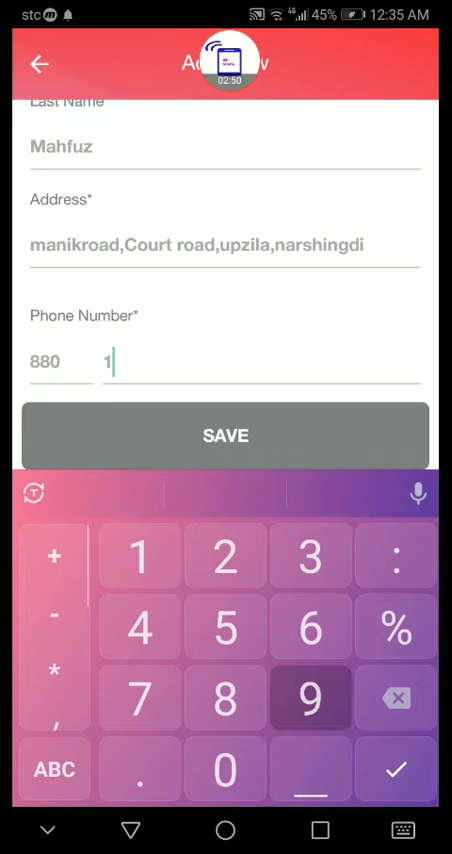 stc m 4G 45% 12:35 AM
02:50
Last Name
Mahfuz
Address*
manikroad,Court road,upzila,narshingdi
Phone Number*
880 1
SAVE
T
+ 1 2 3 :
- 4 5 6 %
* 7 8 9
,
ABC . 0